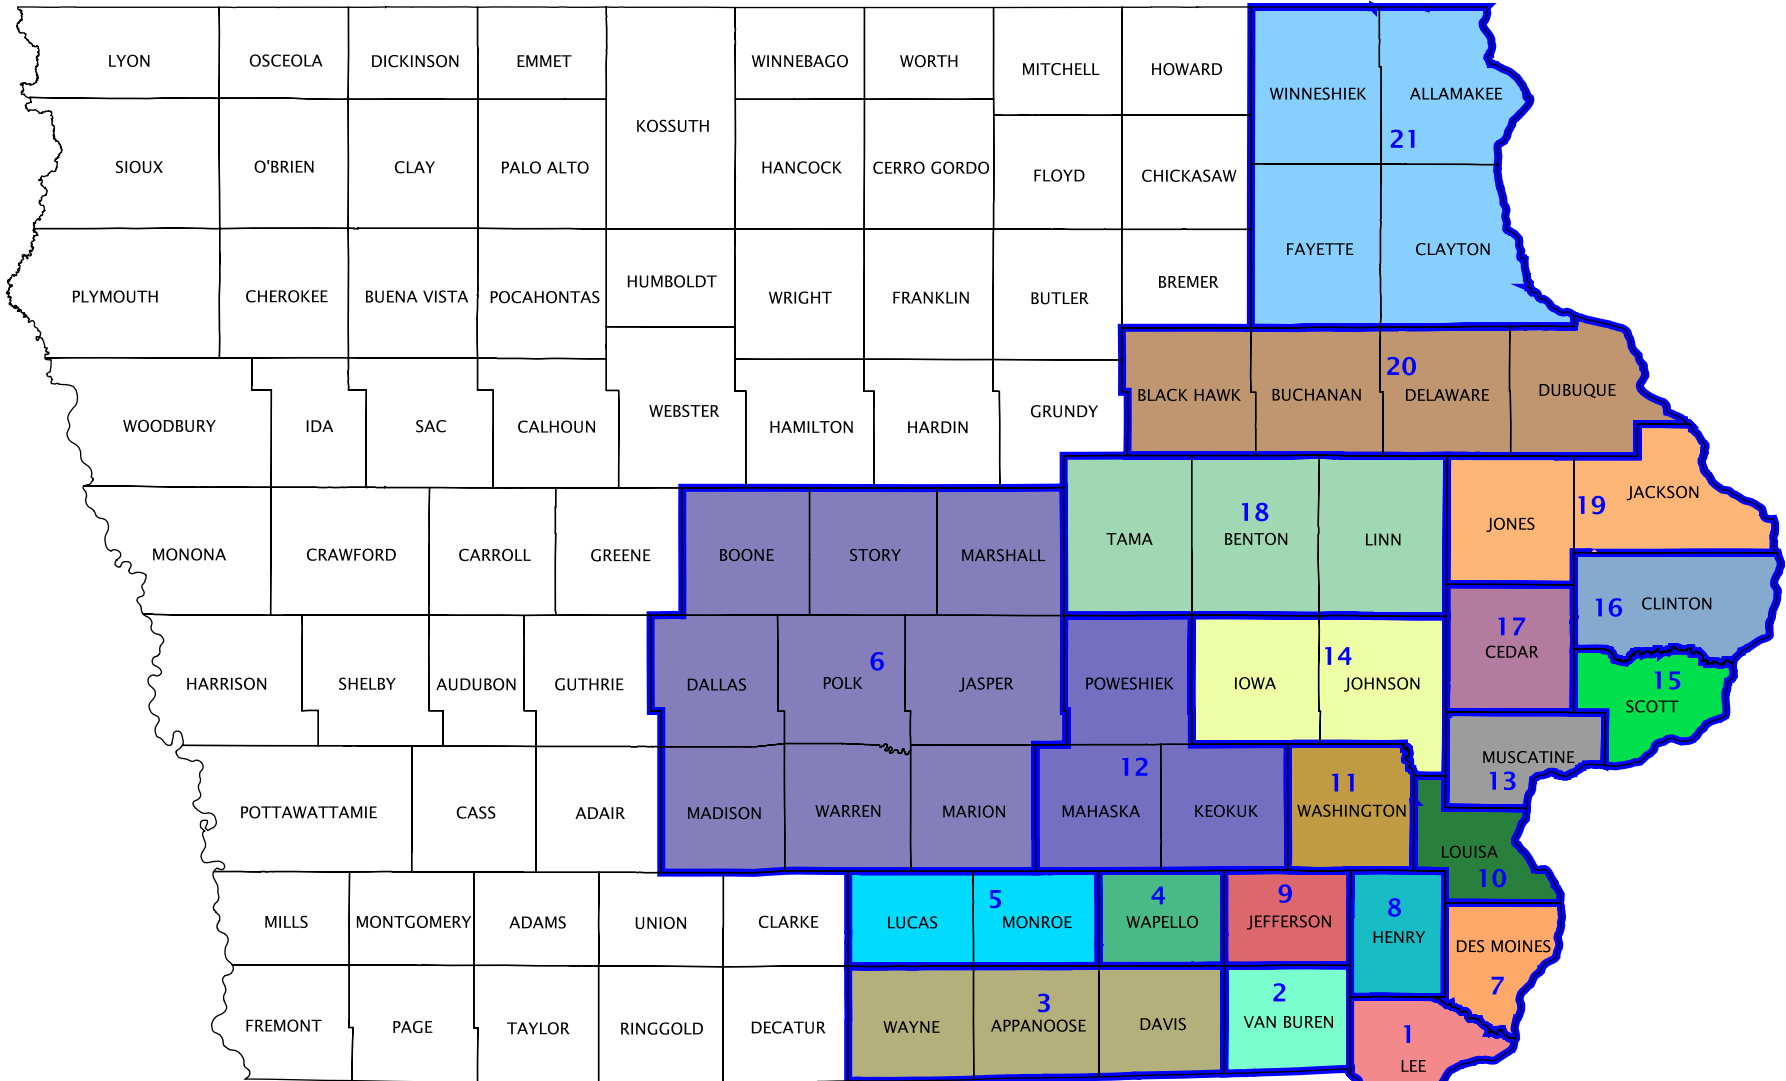 LYON OSCEOLA DICKINSON EMMET WINNEBAGO WORTH MITCHELL HOWARD
WINNESHIEK ALLAMAKEE
KOSSUTH
21
SIOUX O'BRIEN CLAY PALO ALTO HANCOCK CERRO GORDO FLOYD CHICKASAW
FAYETTE CLAYTON
HUMBOLDT BREMER
PLYMOUTH CHEROKEE BUENA VISTA POCAHONTAS WRIGHT FRANKLIN BUTLER
20
BLACK HAWK BUCHANAN DELAWARE DUBUQUE
WEBSTER GRUNDY
WOODBURY IDA SAC CALHOUN HAMILTON HARDIN
JACKSON
18 19
JONES
TAMA BENTON LINN
MONONA CRAWFORD CARROLL GREENE BOONE STORY MARSHALL
16 CLINTON
17
CEDAR
6 14
HARRISON SHELBY AUDUBON GUTHRIE DALLAS POLK JASPER POWESHIEK IOWA JOHNSON
15
SCOTT
MUSCATINE
12 11 13
POTTAWATTAMIE CASS ADAIR MADISON WARREN MARION MAHASKA KEOKUK WASHINGTON
LOUISA
10
5 4 9 8
MILLS MONTGOMERY ADAMS UNION CLARKE LUCAS MONROE WAPELLO JEFFERSON
HENRY
DES MOINES
7
3 2
FREMONT PAGE TAYLOR RINGGOLD DECATUR WAYNE APPANOOSE DAVIS VAN BUREN
1
LEE